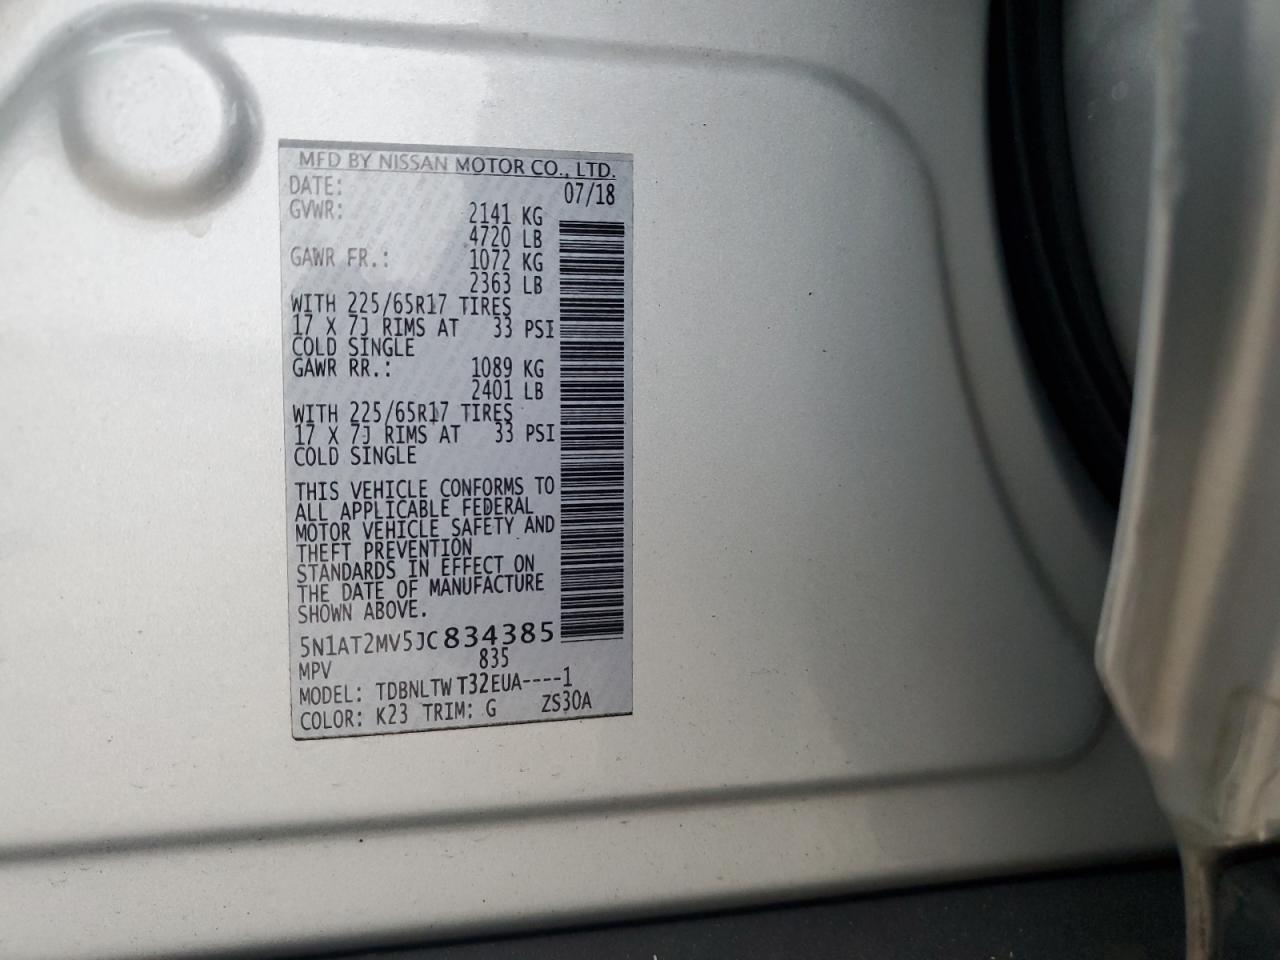 MFD BY NISSAN MOTOR CO., LTD.
DATE: 07/18
GVWR: 2141 KG
4720 LB
GAWR FR.: 1072 KG
2363 LB
WITH 225/65R17 TIRES
17 X 7J RIMS AT 33 PSI
COLD SINGLE
GAWR RR.: 1089 KG
2401 LB
WITH 225/65R17 TIRES
17 X 7J RIMS AT 33 PSI
COLD SINGLE
THIS VEHICLE CONFORMS TO
ALL APPLICABLE FEDERAL
MOTOR VEHICLE SAFETY AND
THEFT PREVENTION
STANDARDS IN EFFECT ON
THE DATE OF MANUFACTURE
SHOWN ABOVE.
5N1AT2MV5JC834385
MPV 835
MODEL: TDBNLTW T32EUA----1
COLOR: K23 TRIM: G ZS30A